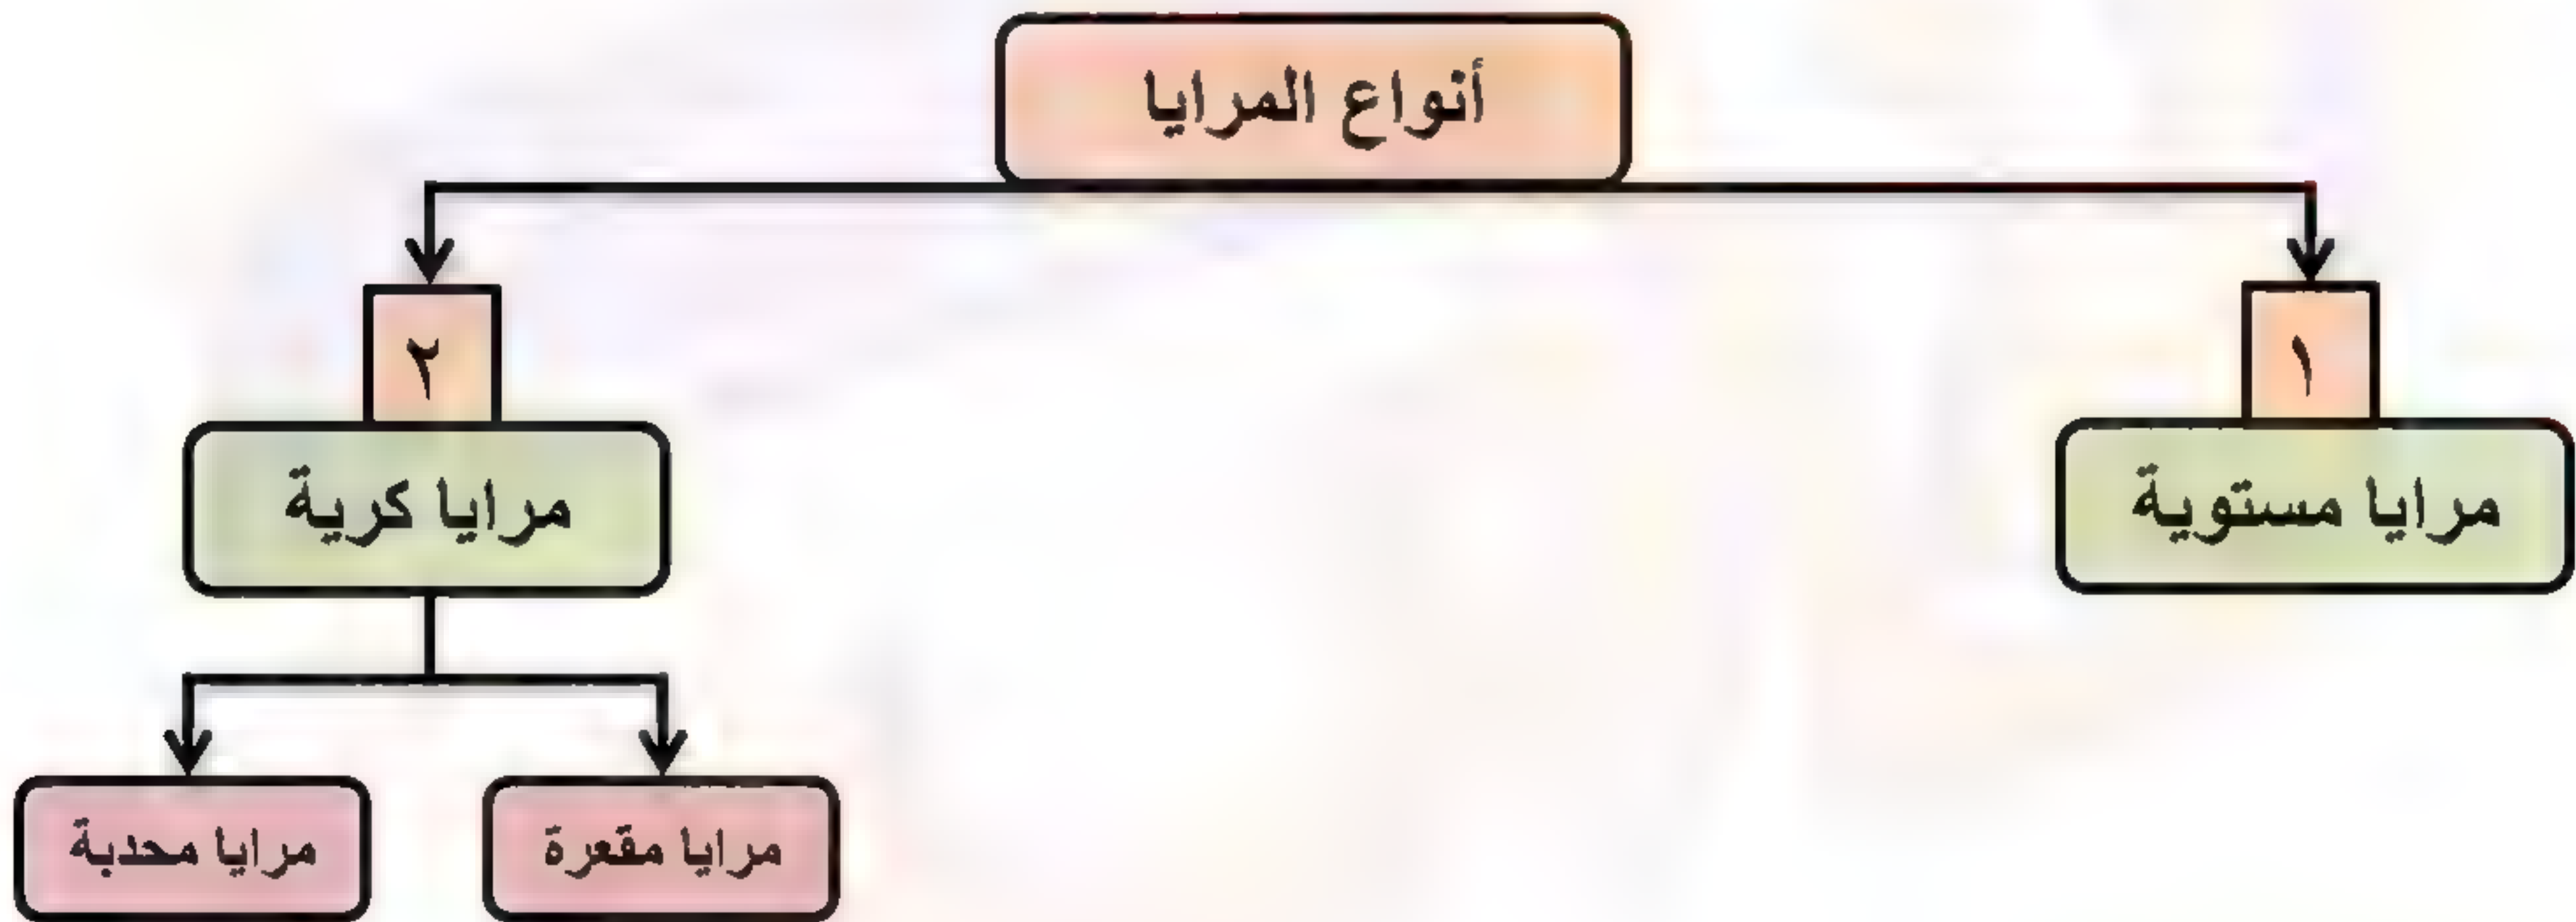 أنواع المرايا
١
مرايا مستوية
٢
مرايا كرية
مرايا مقعرة
مرايا محدبة